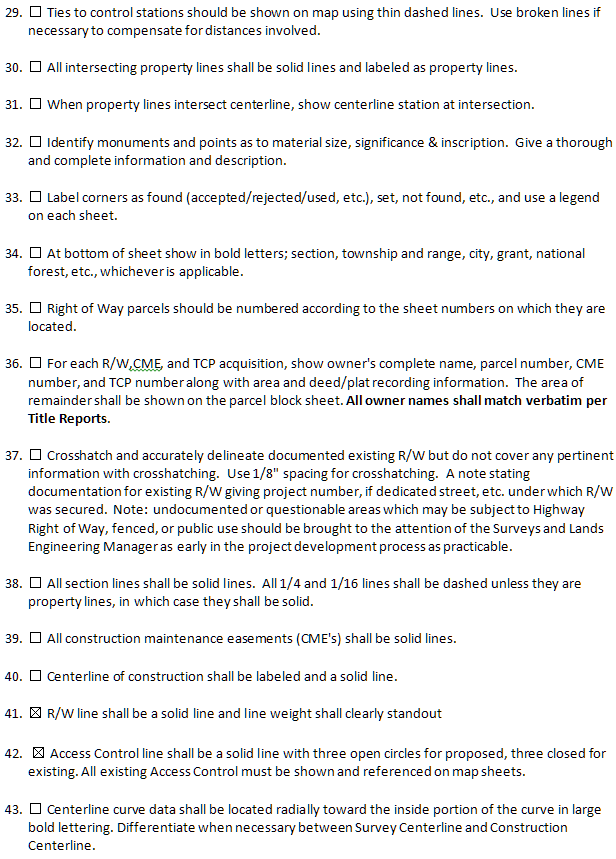 29. ☐ Ties to control stations should be shown on map using thin dashed lines. Use broken lines if
necessary to compensate for distances involved.
30. ☐ All intersecting property lines shall be solid lines and labeled as property lines.
31. ☐ When property lines intersect centerline, show centerline station at intersection.
32. ☐ Identify monuments and points as to material size, significance & inscription. Give a thorough
and complete information and description.
33. ☐ Label corners as found (accepted/rejected/used, etc.), set, not found, etc., and use a legend
on each sheet.
34. ☐ At bottom of sheet show in bold letters; section, township and range, city, grant, national
forest, etc., whichever is applicable.
35. ☐ Right of Way parcels should be numbered according to the sheet numbers on which they are
located.
36. ☐ For each R/W,CME, and TCP acquisition, show owner's complete name, parcel number, CME
number, and TCP number along with area and deed/plat recording information. The area of
remainder shall be shown on the parcel block sheet. All owner names shall match verbatim per
Title Reports.
37. ☐ Crosshatch and accurately delineate documented existing R/W but do not cover any pertinent
information with crosshatching. Use 1/8" spacing for crosshatching. A note stating
documentation for existing R/W giving project number, if dedicated street, etc. under which R/W
was secured. Note: undocumented or questionable areas which may be subject to Highway
Right of Way, fenced, or public use should be brought to the attention of the Surveys and Lands
Engineering Manager as early in the project development process as practicable.
38. ☐ All section lines shall be solid lines. All 1/4 and 1/16 lines shall be dashed unless they are
property lines, in which case they shall be solid.
39. ☐ All construction maintenance easements (CME's) shall be solid lines.
40. ☐ Centerline of construction shall be labeled and a solid line.
41. ☒ R/W line shall be a solid line and line weight shall clearly standout
42. ☒ Access Control line shall be a solid line with three open circles for proposed, three closed for
existing. All existing Access Control must be shown and referenced on map sheets.
43. ☐ Centerline curve data shall be located radially toward the inside portion of the curve in large
bold lettering. Differentiate when necessary between Survey Centerline and Construction
Centerline.